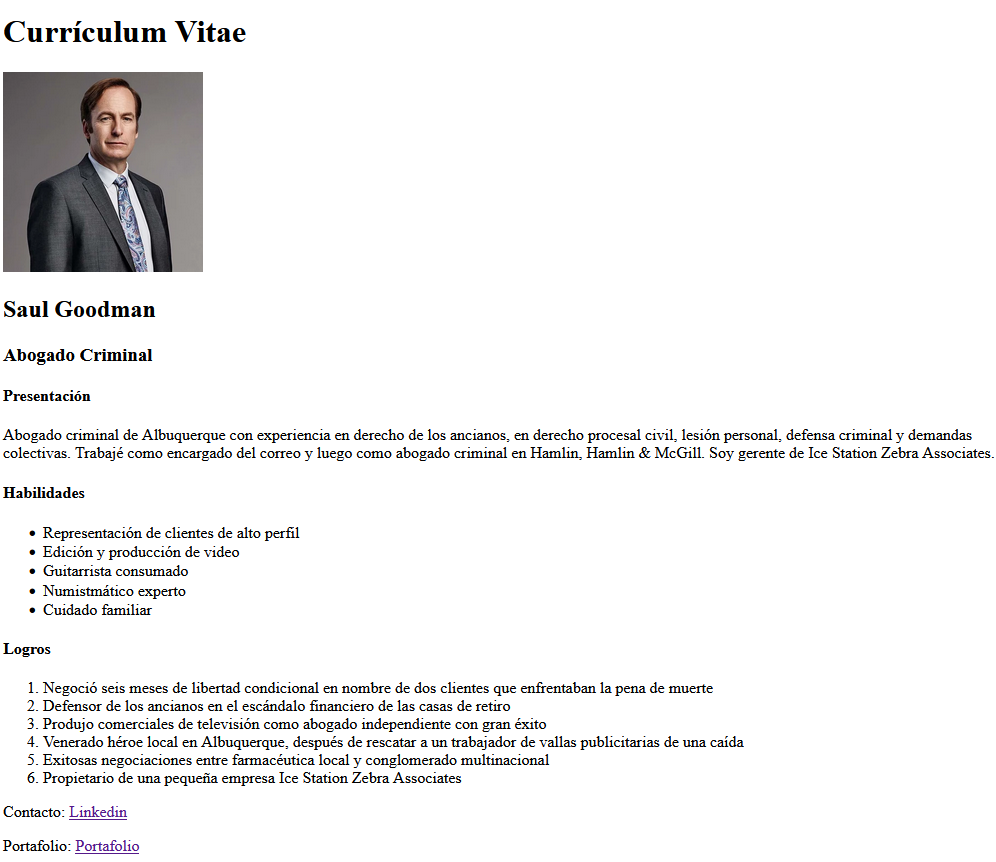 Currículum Vitae
Saul Goodman
Abogado Criminal
Presentación
Abogado criminal de Albuquerque con experiencia en derecho de los ancianos, en derecho procesal civil, lesión personal, defensa criminal y demandas
colectivas. Trabajé como encargado del correo y luego como abogado criminal en Hamlin, Hamlin & McGill. Soy gerente de Ice Station Zebra Associates.
Habilidades
• Representación de clientes de alto perfil
• Edición y producción de video
• Guitarrista consumado
• Numistmático experto
• Cuidado familiar
Logros
1. Negoció seis meses de libertad condicional en nombre de dos clientes que enfrentaban la pena de muerte
2. Defensor de los ancianos en el escándalo financiero de las casas de retiro
3. Produjo comerciales de televisión como abogado independiente con gran éxito
4. Venerado héroe local en Albuquerque, después de rescatar a un trabajador de vallas publicitarias de una caída
5. Exitosas negociaciones entre farmacéutica local y conglomerado multinacional
6. Propietario de una pequeña empresa Ice Station Zebra Associates
Contacto: Linkedin
Portafolio: Portafolio